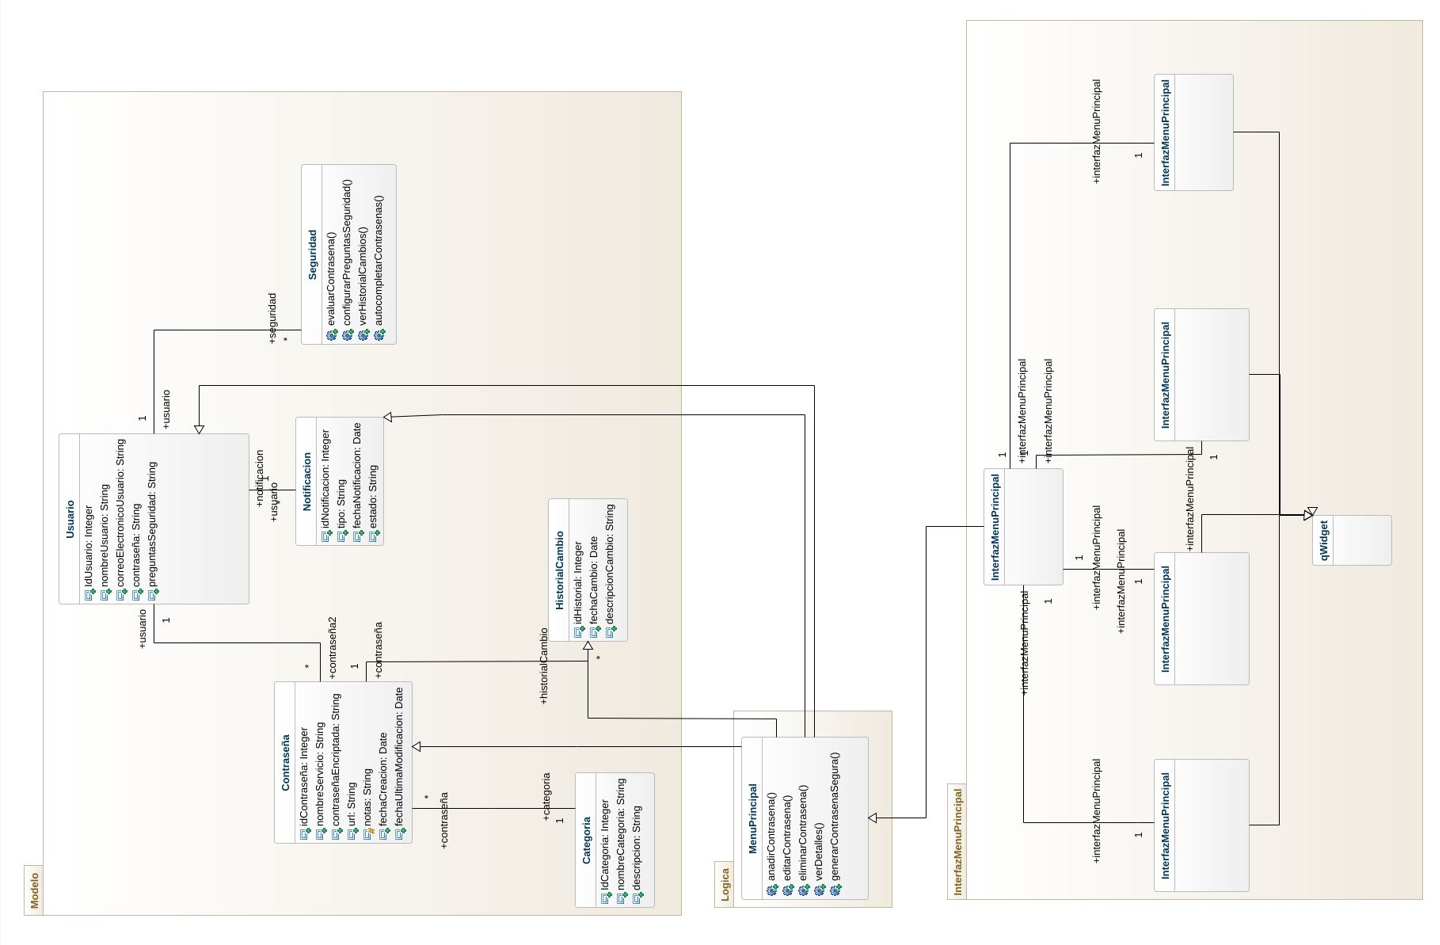 Modelo
Usuario
IdUsuario: Integer
nombreUsuario: String
correoElectronicoUsuario: String
contraseña: String
preguntasSeguridad: String
Seguridad
evaluarContrasena()
configurarPreguntasSeguridad()
verHistorialCambios()
autocompletarContrasenas()
Notificacion
idNotificacion: Integer
tipo: String
fechaNotificacion: Date
estado: String
Contraseña
idContraseña: Integer
nombreServicio: String
contraseñaEncriptada: String
url: String
notas: String
fechaCreacion: Date
fechaUltimaModificacion: Date
HistorialCambio
idHistorial: Integer
fechaCambio: Date
descripcionCambio: String
Categoria
IdCategoria: Integer
nombreCategoria: String
descripcion: String
+usuario
1
+seguridad
*
+notificacion
1
+usuario
*
+usuario
1
*
+contraseña2
1
+contraseña
+historialCambio
*
*
+contraseña
+categoria
1
Logica
MenuPrincipal
anadirContrasena()
editarContrasena()
eliminarContrasena()
verDetalles()
generarContrasenaSegura()
InterfazMenuPrincipal
InterfazMenuPrincipal
InterfazMenuPrincipal
InterfazMenuPrincipal
InterfazMenuPrincipal
InterfazMenuPrincipal
qWidget
+interfazMenuPrincipal
1
1
+interfazMenuPrincipal
1
+interfazMenuPrincipal
1
+interfazMenuPrincipal
1
+interfazMenuPrincipal
1
+interfazMenuPrincipal
1
+interfazMenuPrincipal
+interfazMenuPrincipal
1